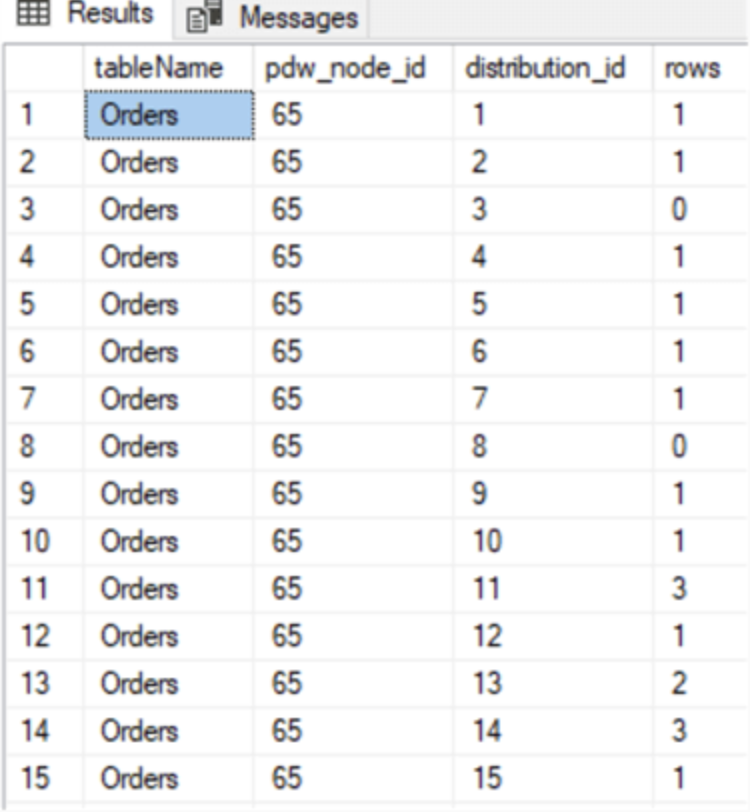 Results Messages
tableName pdw_node_id distribution_id rows
1 Orders 65 1 1
2 Orders 65 2 1
3 Orders 65 3 0
4 Orders 65 4 1
5 Orders 65 5 1
6 Orders 65 6 1
7 Orders 65 7 1
8 Orders 65 8 0
9 Orders 65 9 1
10 Orders 65 10 1
11 Orders 65 11 3
12 Orders 65 12 1
13 Orders 65 13 2
14 Orders 65 14 3
15 Orders 65 15 1